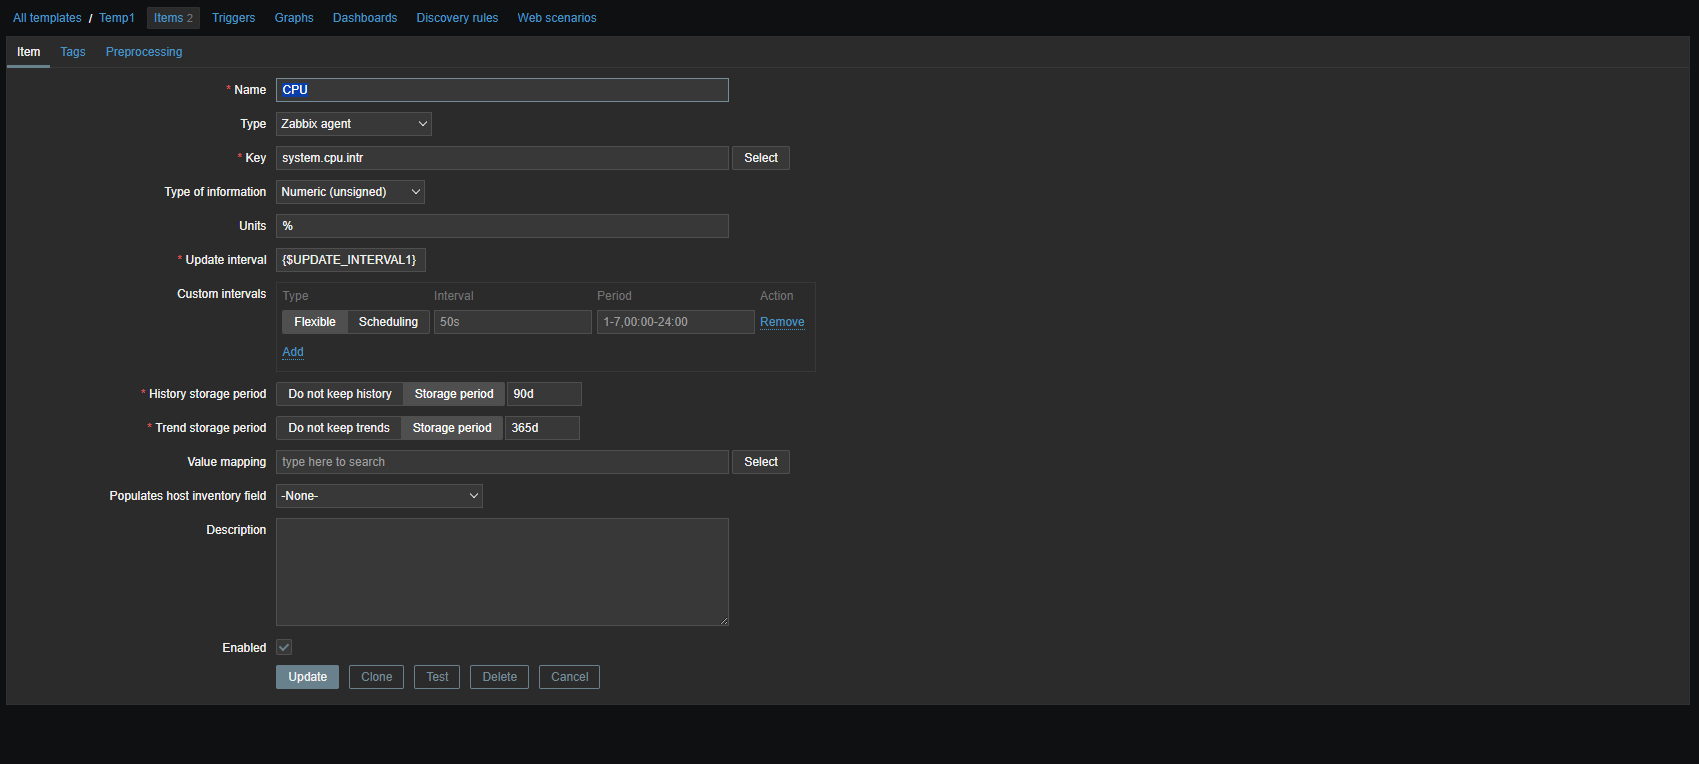 All templates / Temp1 Items 2 Triggers Graphs Dashboards Discovery rules Web scenarios
Item Tags Preprocessing
* Name CPU
Type Zabbix agent
* Key system.cpu.intr Select
Type of information Numeric (unsigned)
Units %
* Update interval {$UPDATE_INTERVAL1}
Custom intervals Type Interval Period Action
Flexible Scheduling 50s 1-7,00:00-24:00 Remove
Add
* History storage period Do not keep history Storage period 90d
* Trend storage period Do not keep trends Storage period 365d
Value mapping type here to search Select
Populates host inventory field -None-
Description
Enabled
Update Clone Test Delete Cancel